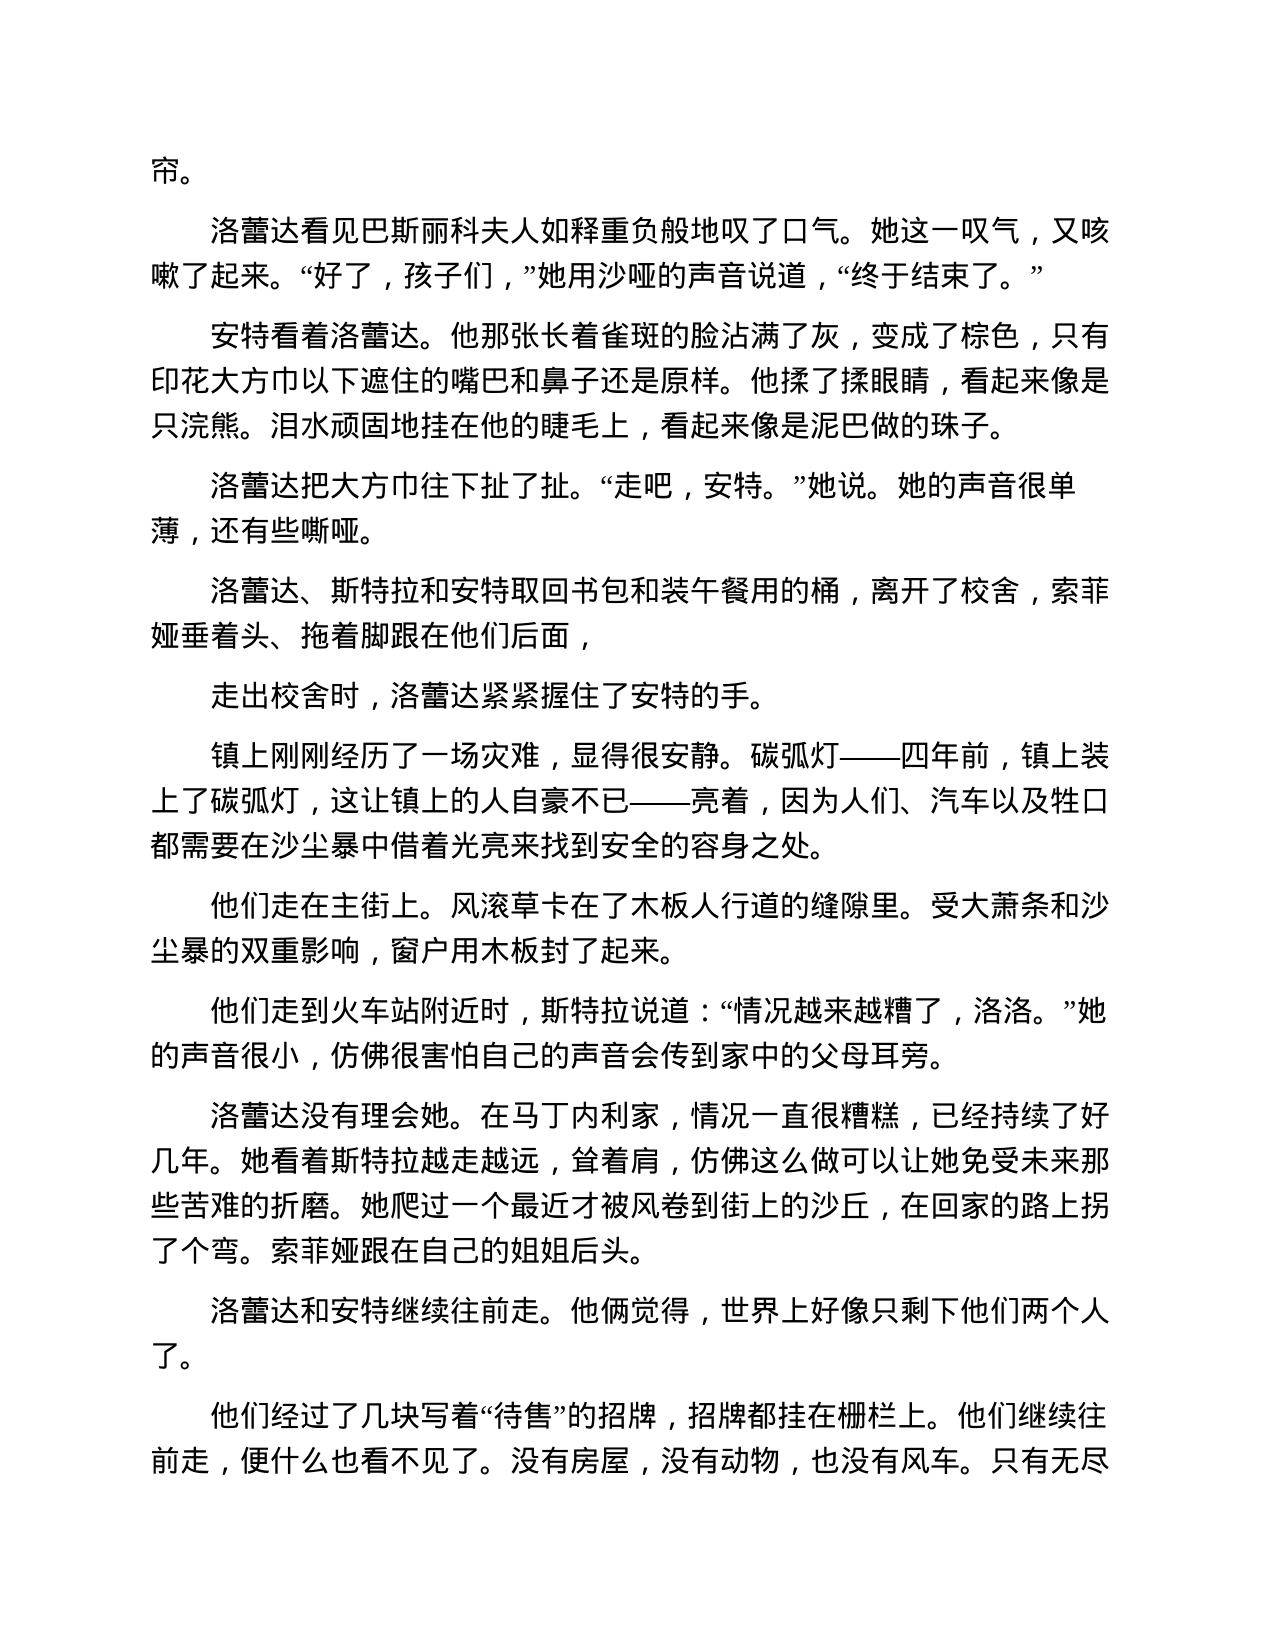 帘。
洛蕾达看见巴斯丽科夫人如释重负般地叹了口气。她这一叹气，又咳
嗽了起来。“好了，孩子们，”她用沙哑的声音说道，“终于结束了。”
安特看着洛蕾达。他那张长着雀斑的脸沾满了灰，变成了棕色，只有
印花大方巾以下遮住的嘴巴和鼻子还是原样。他揉了揉眼睛，看起来像是
只浣熊。泪水顽固地挂在他的睫毛上，看起来像是泥巴做的珠子。
洛蕾达把大方巾往下扯了扯。“走吧，安特。”她说。她的声音很单
薄，还有些嘶哑。
洛蕾达、斯特拉和安特取回书包和装午餐用的桶，离开了校舍，索菲
娅垂着头、拖着脚跟在他们后面，
走出校舍时，洛蕾达紧紧握住了安特的手。
镇上刚刚经历了一场灾难，显得很安静。碳弧灯——四年前，镇上装
上了碳弧灯，这让镇上的人自豪不已——亮着，因为人们、汽车以及牲口
都需要在沙尘暴中借着光亮来找到安全的容身之处。
他们走在主街上。风滚草卡在了木板人行道的缝隙里。受大萧条和沙
尘暴的双重影响，窗户用木板封了起来。
他们走到火车站附近时，斯特拉说道：“情况越来越糟了，洛洛。”她
的声音很小，仿佛很害怕自己的声音会传到家中的父母耳旁。
洛蕾达没有理会她。在马丁内利家，情况一直很糟糕，已经持续了好
几年。她看着斯特拉越走越远，耸着肩，仿佛这么做可以让她免受未来那
些苦难的折磨。她爬过一个最近才被风卷到街上的沙丘，在回家的路上拐
了个弯。索菲娅跟在自己的姐姐后头。
洛蕾达和安特继续往前走。他俩觉得，世界上好像只剩下他们两个人
了。
他们经过了几块写着“待售”的招牌，招牌都挂在栅栏上。他们继续往
前走，便什么也看不见了。没有房屋，没有动物，也没有风车。只有无尽